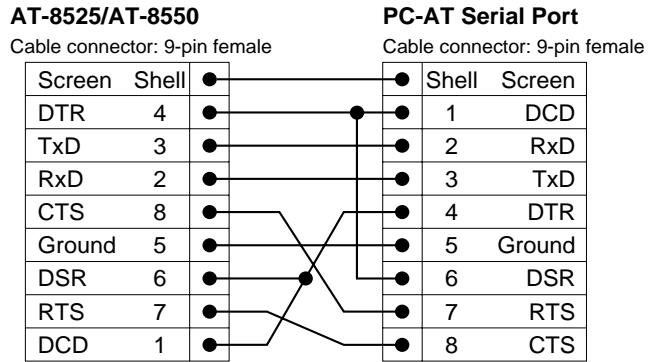 AT-8525/AT-8550 PC-AT Serial Port
Cable connector: 9-pin female Cable connector: 9-pin female
Screen Shell Shell Screen
DTR 4 1 DCD
TxD 3 2 RxD
RxD 2 3 TxD
CTS 8 4 DTR
Ground 5 5 Ground
DSR 6 6 DSR
RTS 7 7 RTS
DCD 1 8 CTS